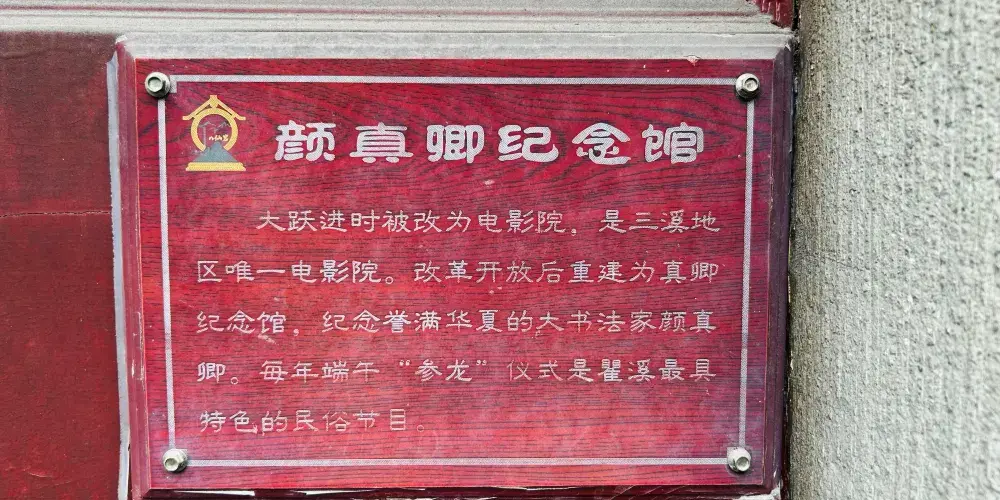 颜真卿纪念馆
大跃进时被改为电影院，是三溪地
区唯一电影院。改革开放后重建为真卿
纪念馆，纪念誉满华夏的大书法家颜真
卿。每年端午“参龙”仪式是瞿溪最具
特色的民俗节目。